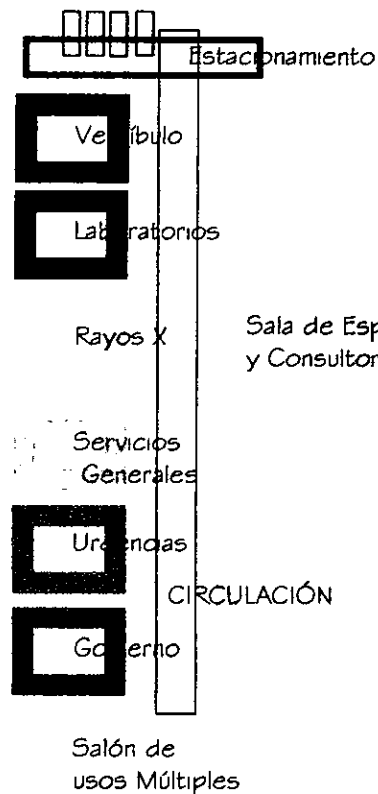 Estacionamiento
Vestíbulo
Laboratorios
Rayos X
Sala de Esp
y Consultor
Servicios
Generales
Urgencias
CIRCULACIÓN
Gobierno
Salón de
usos Múltiples